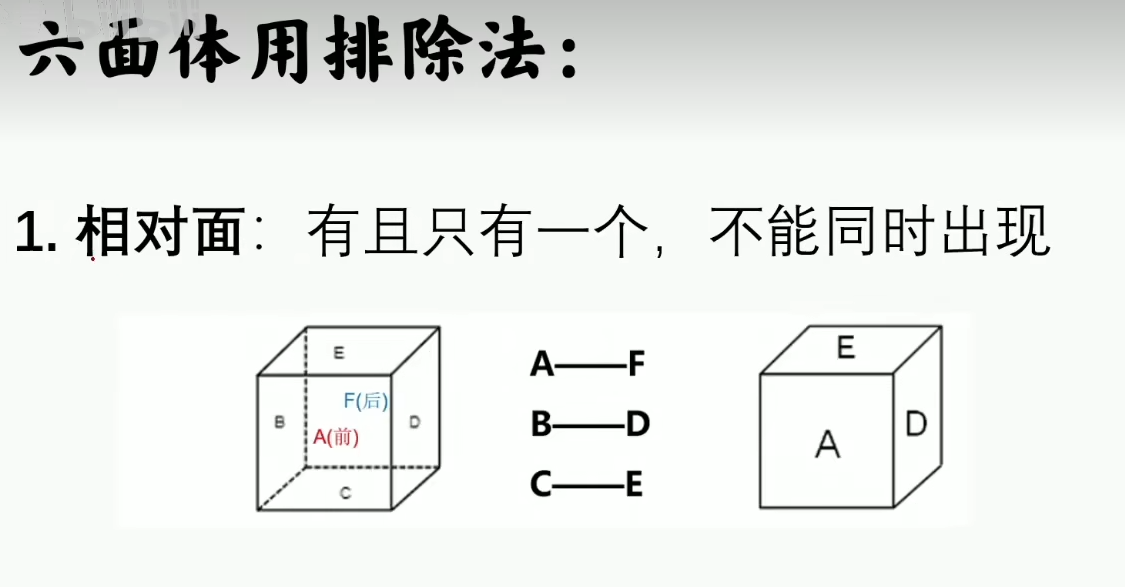 六面体用排除法：
1. 相对面：有且只有一个，不能同时出现
E
F(后)
B
A(前)
D
C
A——F
B——D
C——E
E
A
D